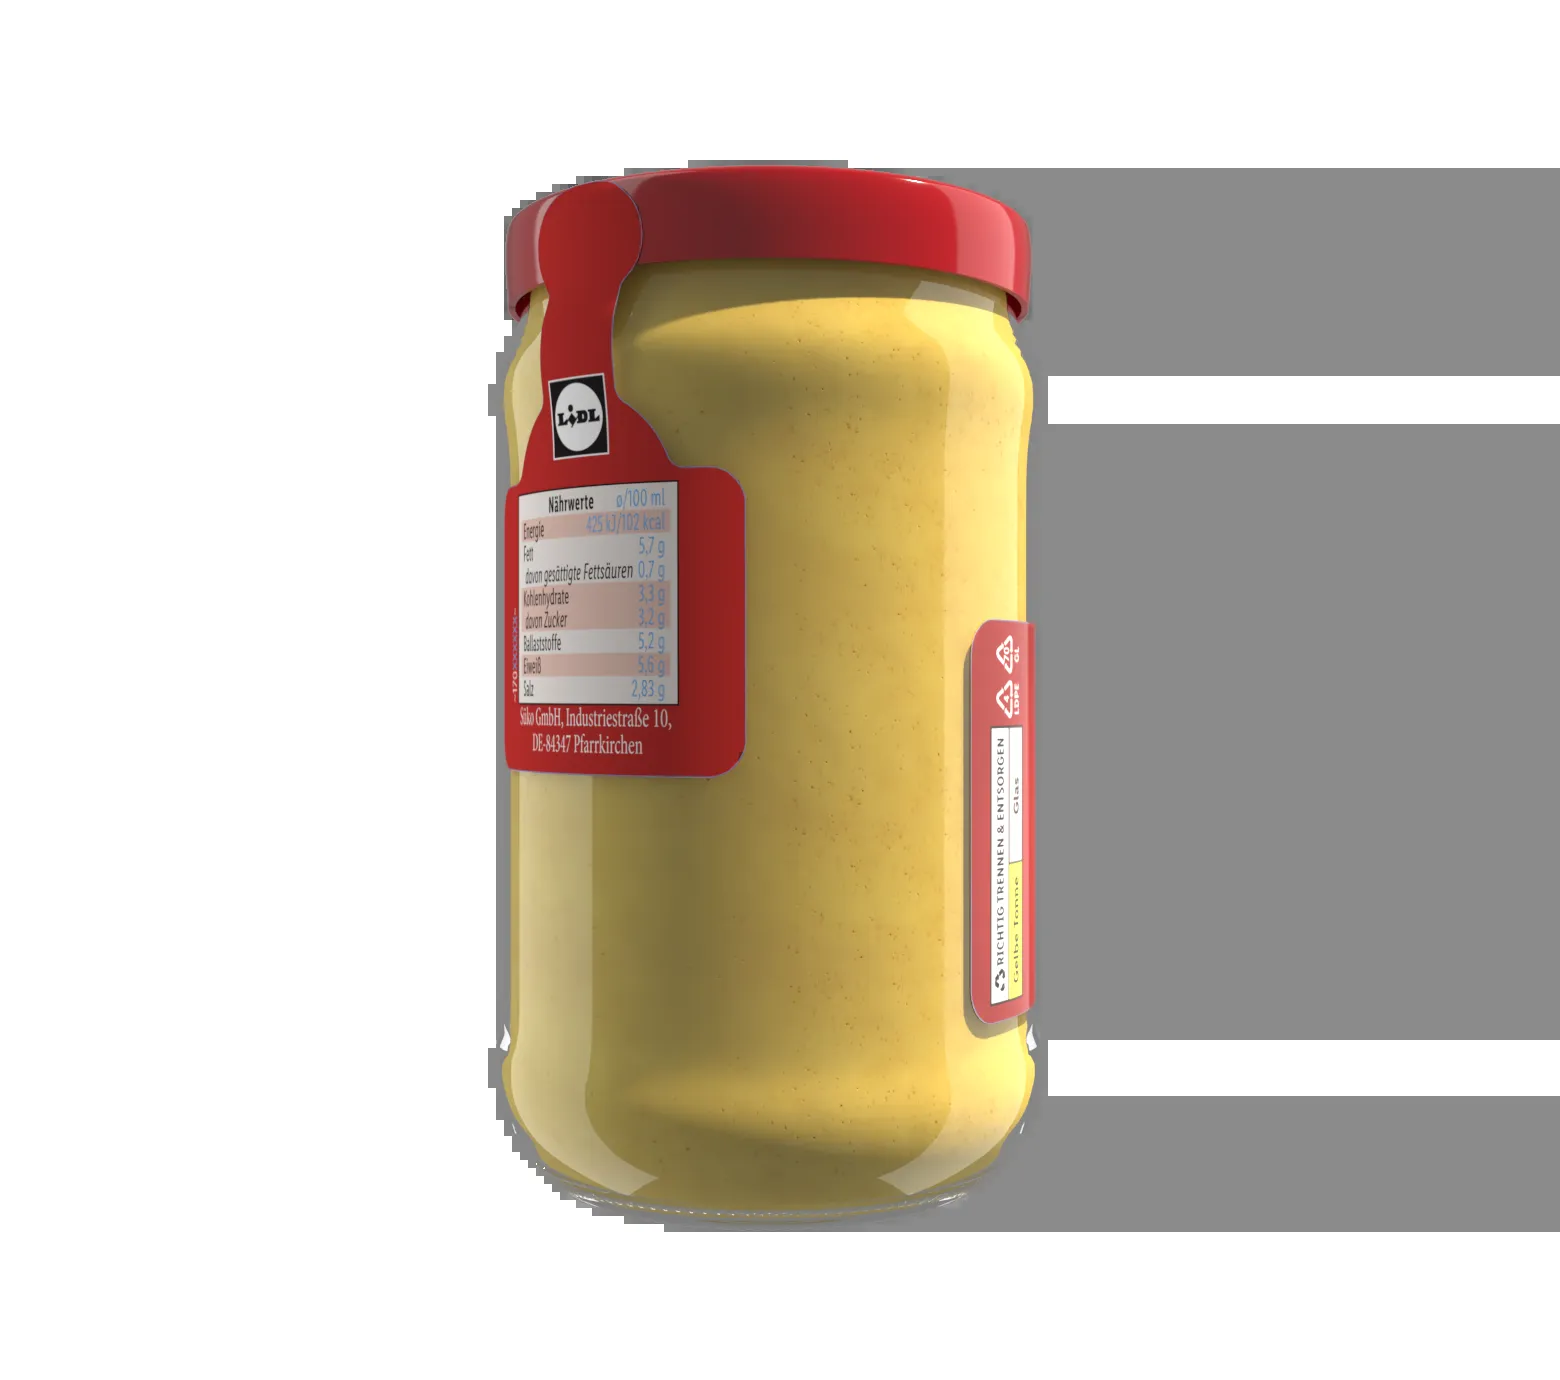 LiDL
Nährwerte ø/100 ml
Energie 425 kJ/102 kcal
Fett 5,7 g
davon gesättigte Fettsäuren 0,7 g
Kohlenhydrate 3,3 g
davon Zucker 3,2 g
Ballaststoffe 5,2 g
Eiweiß 5,6 g
Salz 2,83 g
Süko GmbH, Industriestraße 10,
DE-84347 Pfarrkirchen
70
GL
4
LDPE
RICHTIG TRENNEN & ENTSORGEN
Gelbe Tonne Glas